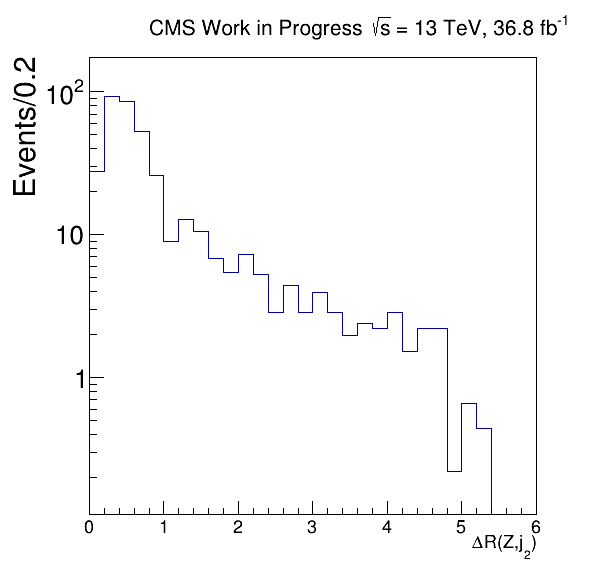 CMS Work in Progress √s = 13 TeV, 36.8 fb⁻¹
Events/0.2
10²
10
1
0 1 2 3 4 5 6
ΔR(Z,j₂)